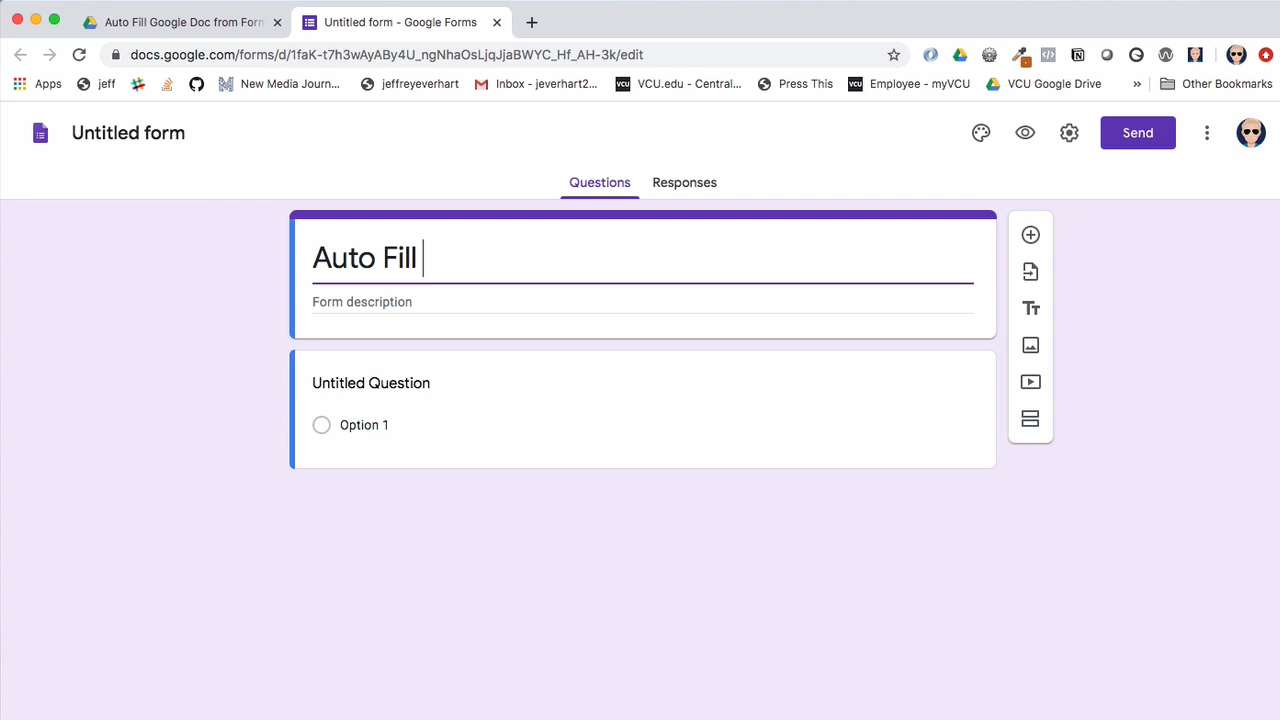 Auto Fill Google Doc from Form
Untitled form - Google Forms
docs.google.com/forms/d/1faK-t7h3wAyABy4U_ngNhaOsLjqJjaBWYC_Hf_AH-3k/edit
Apps jeff New Media Journ... jeffreyeverhart Inbox - jeverhart2... VCU VCU.edu - Central... Press This VCU Employee - myVCU VCU Google Drive » Other Bookmarks
Untitled form
Send
Questions Responses
Auto Fill
Form description
Untitled Question
Option 1